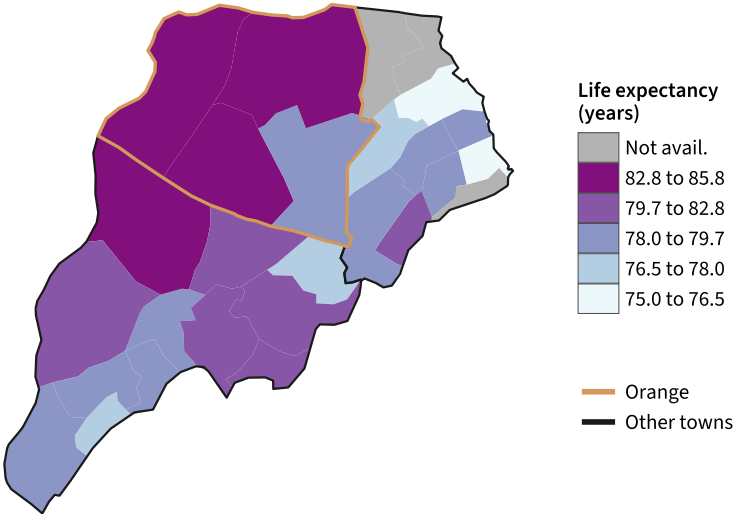 Life expectancy
(years)
Not avail.
82.8 to 85.8
79.7 to 82.8
78.0 to 79.7
76.5 to 78.0
75.0 to 76.5
Orange
Other towns